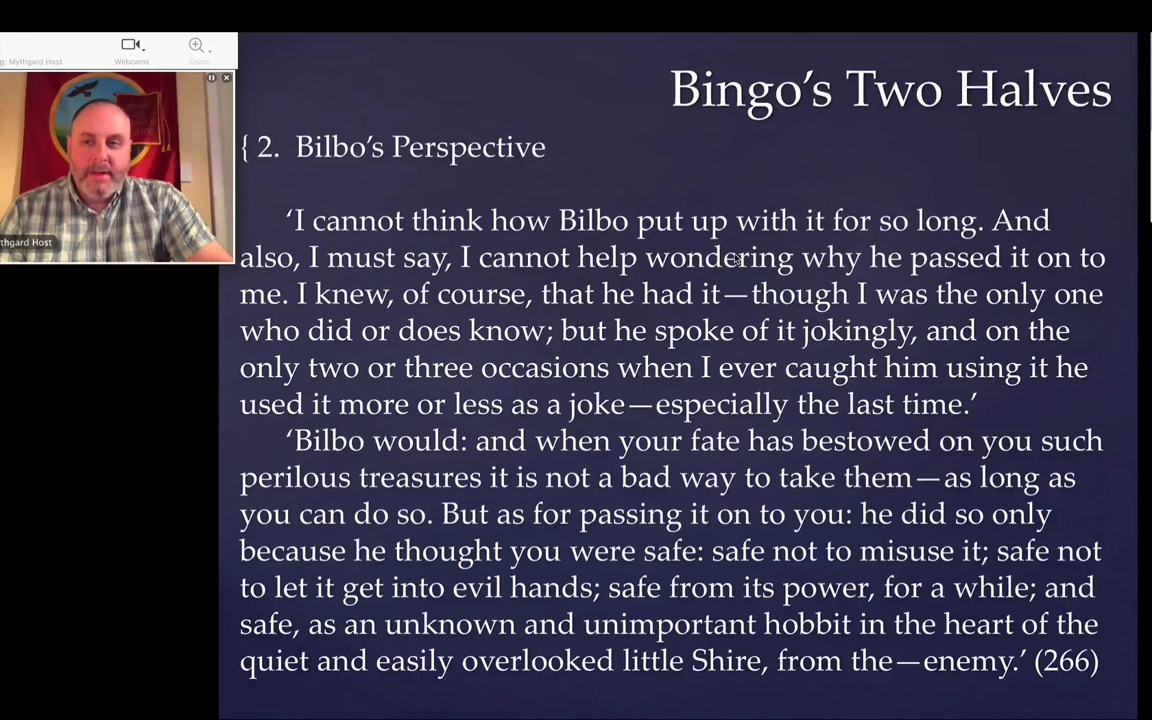 g: Mythgard Host
Webcams
Zoom
thgard Host
Bingo's Two Halves
{ 2. Bilbo's Perspective
'I cannot think how Bilbo put up with it for so long. And
also, I must say, I cannot help wondering why he passed it on to
me. I knew, of course, that he had it—though I was the only one
who did or does know; but he spoke of it jokingly, and on the
only two or three occasions when I ever caught him using it he
used it more or less as a joke—especially the last time.'
'Bilbo would: and when your fate has bestowed on you such
perilous treasures it is not a bad way to take them—as long as
you can do so. But as for passing it on to you: he did so only
because he thought you were safe: safe not to misuse it; safe not
to let it get into evil hands; safe from its power, for a while; and
safe, as an unknown and unimportant hobbit in the heart of the
quiet and easily overlooked little Shire, from the—enemy.' (266)